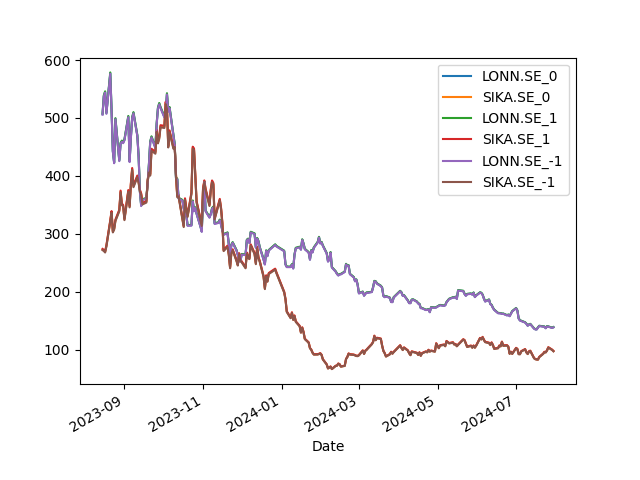 600
500
400
300
200
100
LONN.SE_0
SIKA.SE_0
LONN.SE_1
SIKA.SE_1
LONN.SE_-1
SIKA.SE_-1
2023-09
2023-11
2024-01
2024-03
2024-05
2024-07
Date